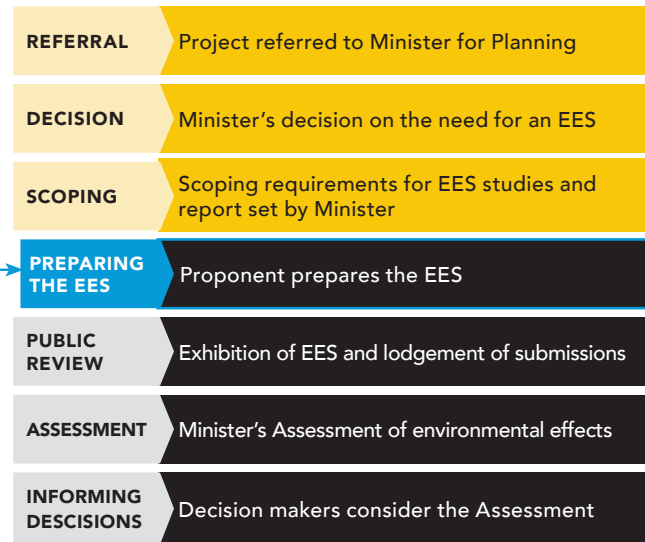 REFERRAL
Project referred to Minister for Planning
DECISION
Minister's decision on the need for an EES
SCOPING
Scoping requirements for EES studies and
report set by Minister
PREPARING
THE EES
Proponent prepares the EES
PUBLIC
REVIEW
Exhibition of EES and lodgement of submissions
ASSESSMENT
Minister's Assessment of environmental effects
INFORMING
DESCISIONS
Decision makers consider the Assessment